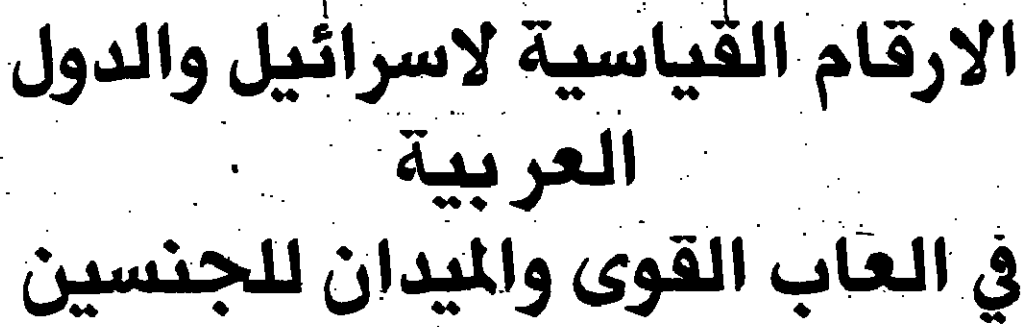 الارقام القياسية لاسرائيل والدول
العربية
في العاب القوى والميدان للجنسين